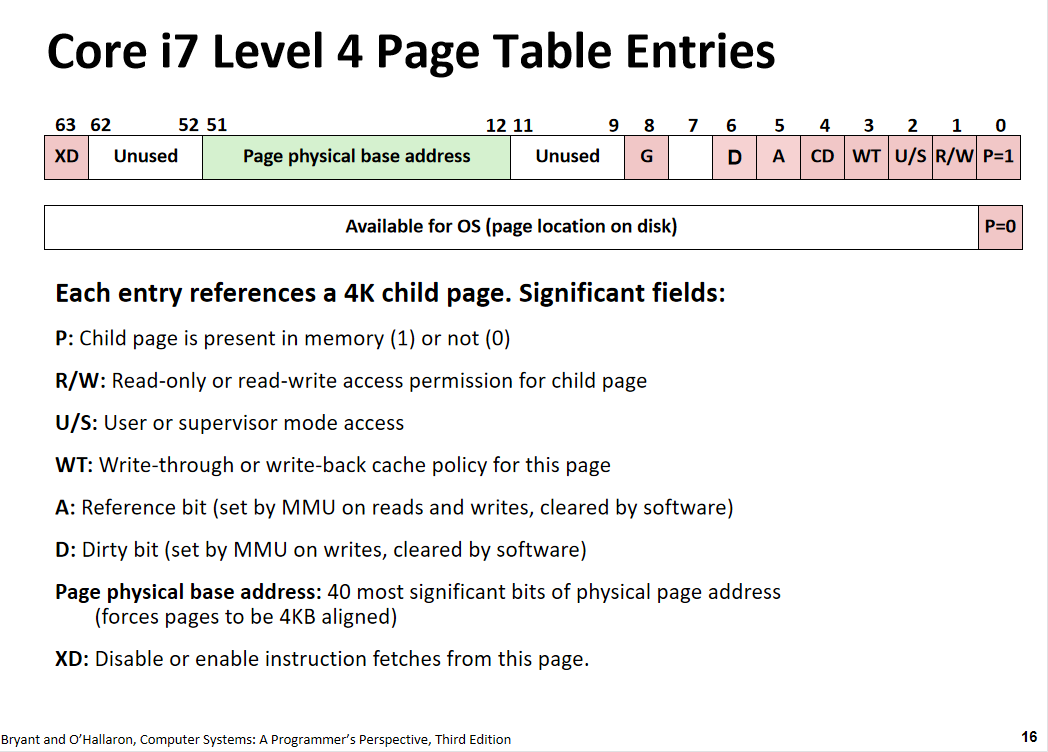 Core i7 Level 4 Page Table Entries
63 62 52 51 12 11 9 8 7 6 5 4 3 2 1 0
XD Unused Page physical base address Unused G D A CD WT U/S R/W P=1
Available for OS (page location on disk) P=0
Each entry references a 4K child page. Significant fields:
P: Child page is present in memory (1) or not (0)
R/W: Read-only or read-write access permission for child page
U/S: User or supervisor mode access
WT: Write-through or write-back cache policy for this page
A: Reference bit (set by MMU on reads and writes, cleared by software)
D: Dirty bit (set by MMU on writes, cleared by software)
Page physical base address: 40 most significant bits of physical page address
(forces pages to be 4KB aligned)
XD: Disable or enable instruction fetches from this page.
Bryant and O'Hallaron, Computer Systems: A Programmer's Perspective, Third Edition
16